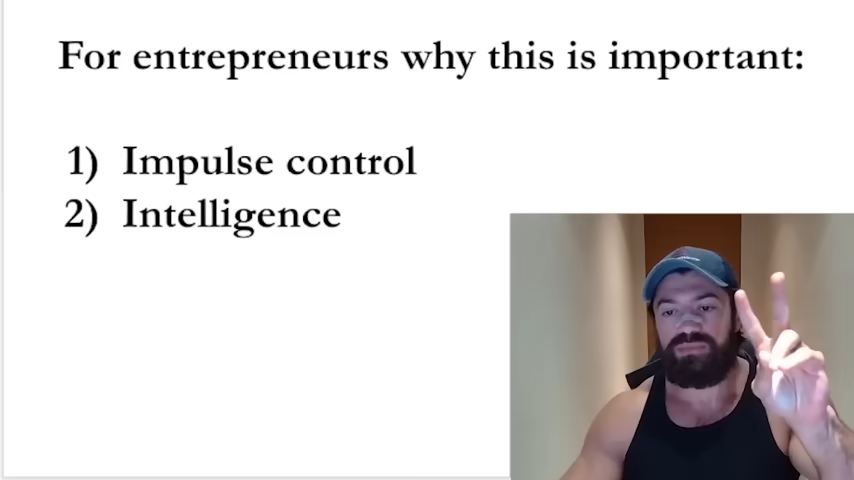 For entrepreneurs why this is important:
1) Impulse control
2) Intelligence